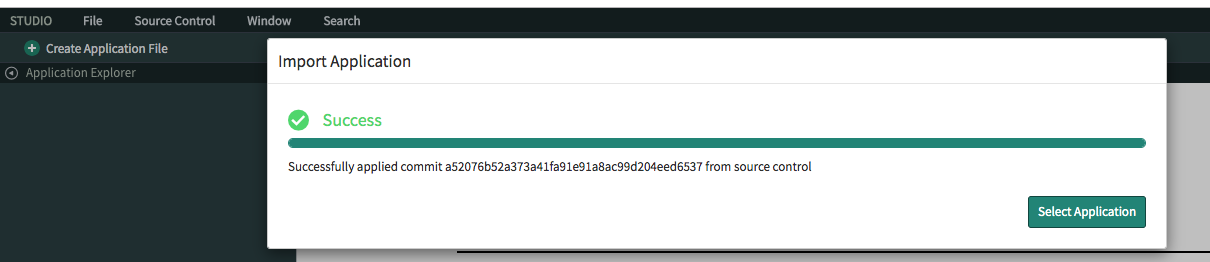 STUDIO File Source Control Window Search
Create Application File
Application Explorer
Import Application
Success
Successfully applied commit a52076b52a373a41fa91e91a8ac99d204eed6537 from source control
Select Application